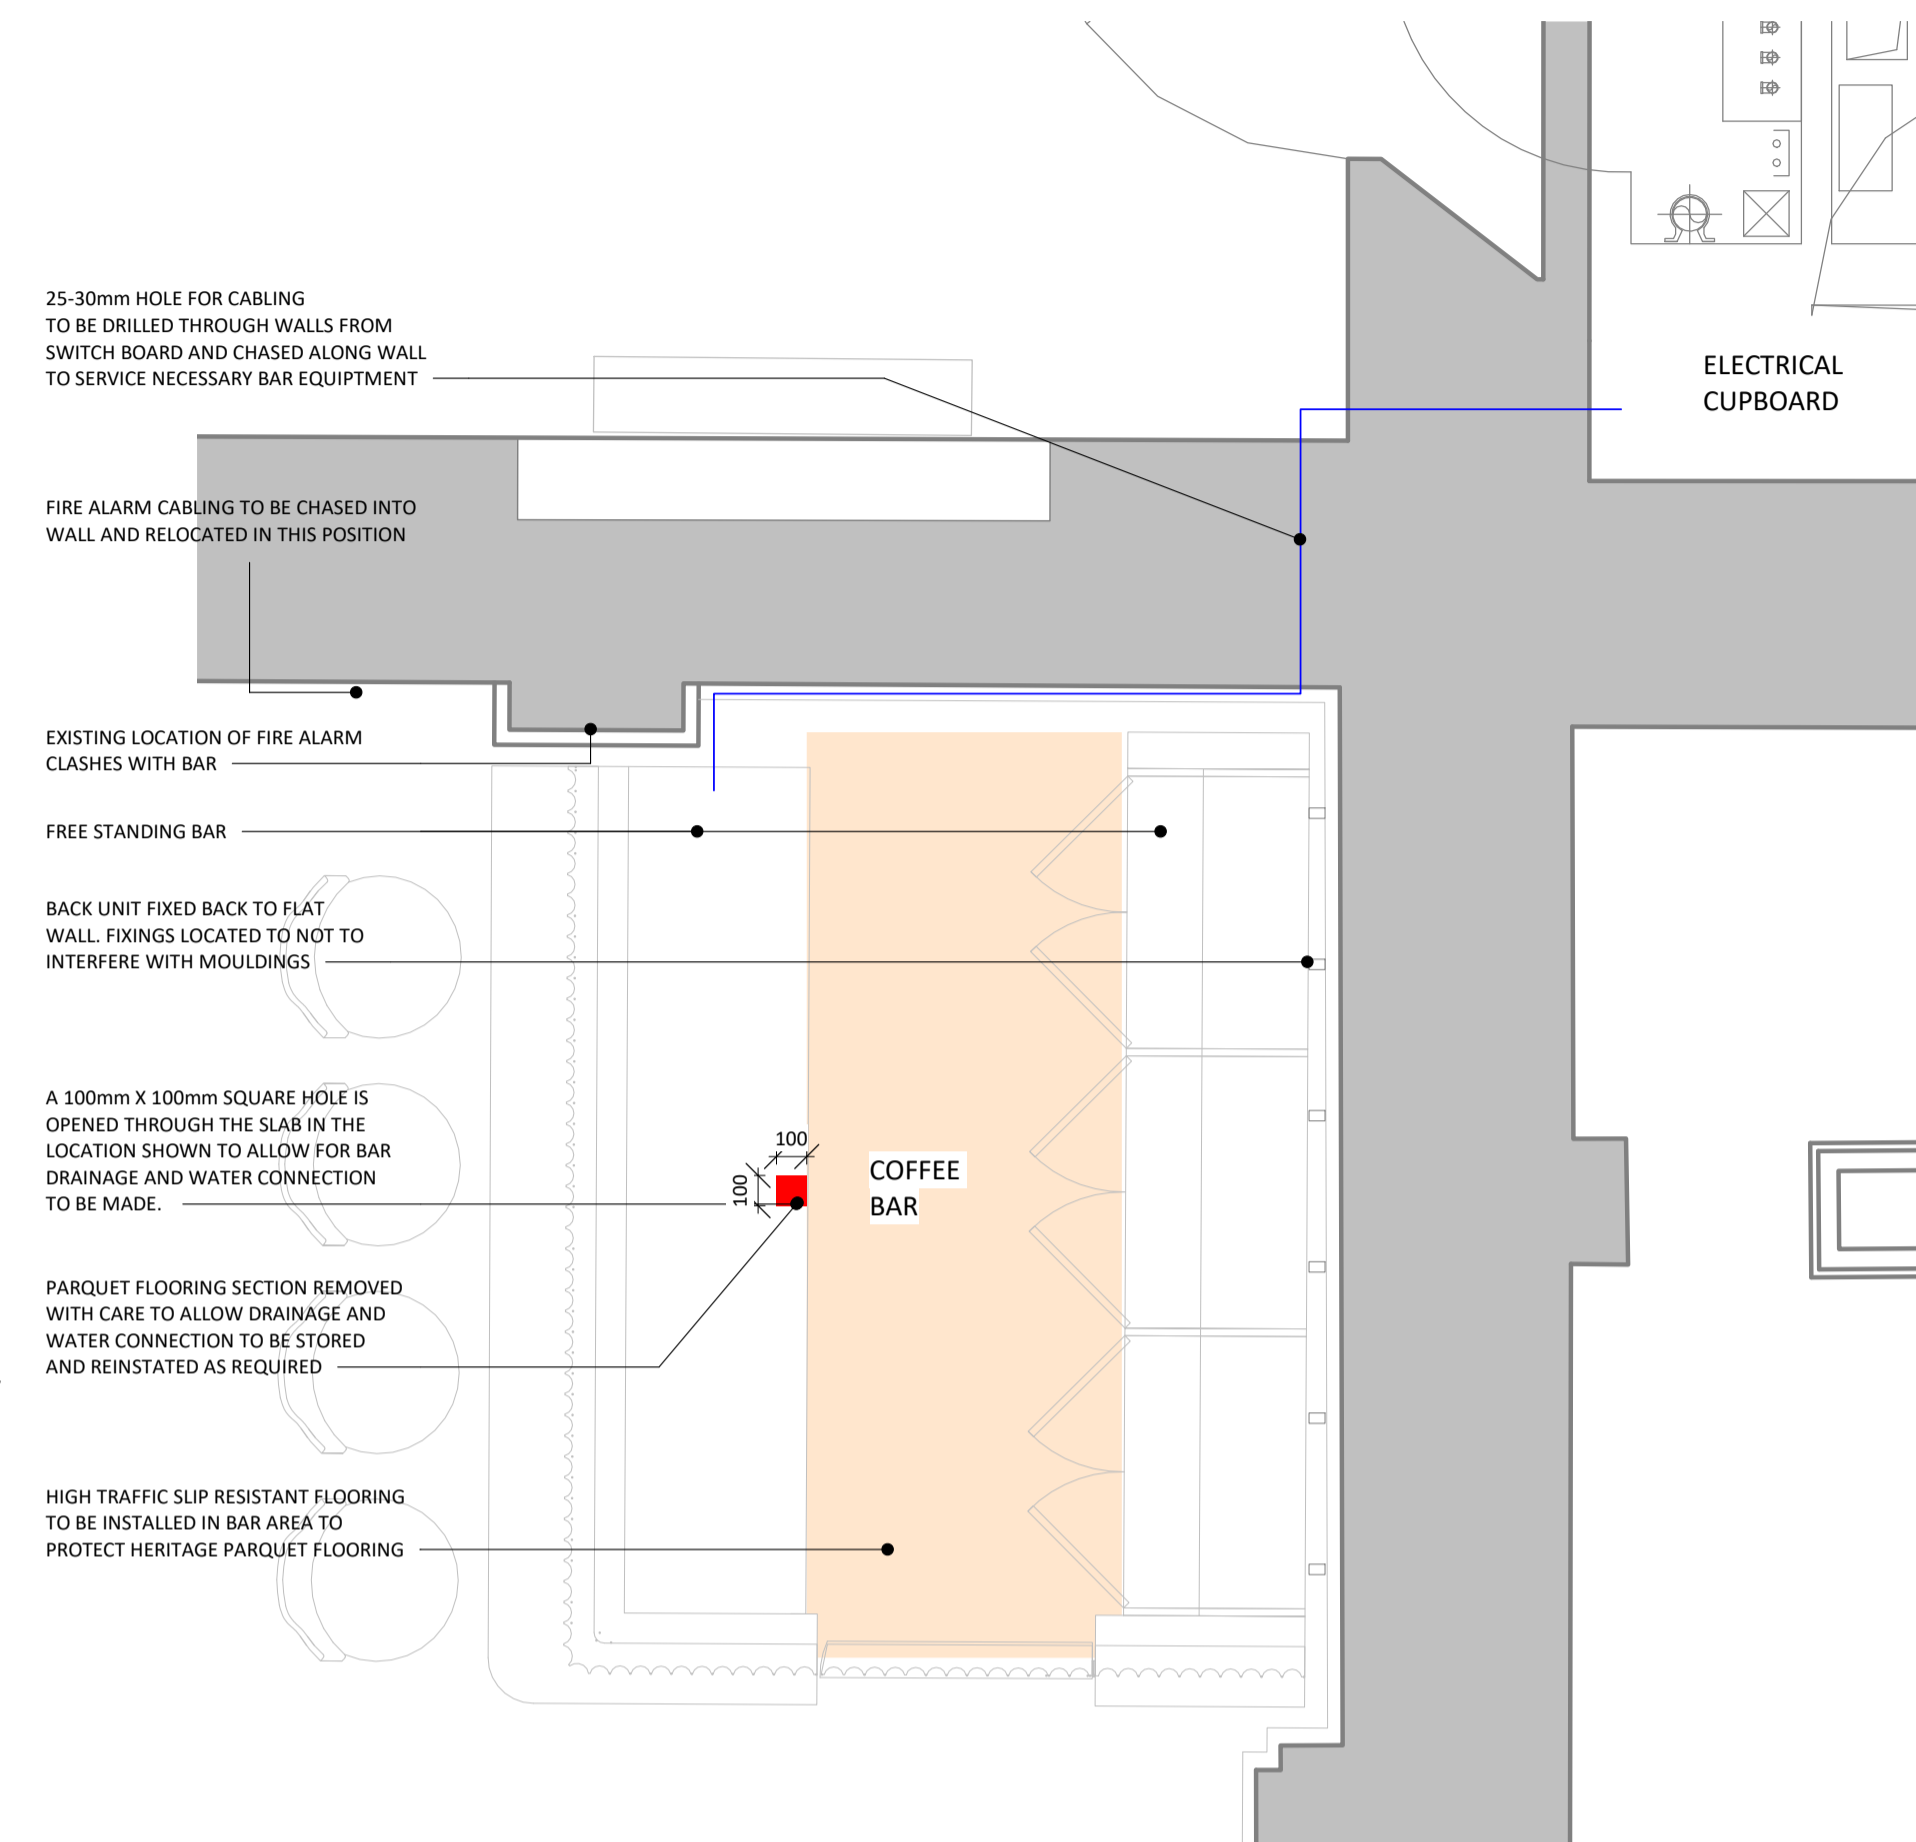 25-30mm HOLE FOR CABLING
TO BE DRILLED THROUGH WALLS FROM
SWITCH BOARD AND CHASED ALONG WALL
TO SERVICE NECESSARY BAR EQUIPTMENT
ELECTRICAL
CUPBOARD
FIRE ALARM CABLING TO BE CHASED INTO
WALL AND RELOCATED IN THIS POSITION
EXISTING LOCATION OF FIRE ALARM
CLASHES WITH BAR
FREE STANDING BAR
BACK UNIT FIXED BACK TO FLAT
WALL. FIXINGS LOCATED TO NOT TO
INTERFERE WITH MOULDINGS
A 100mm X 100mm SQUARE HOLE IS
OPENED THROUGH THE SLAB IN THE
LOCATION SHOWN TO ALLOW FOR BAR
DRAINAGE AND WATER CONNECTION
TO BE MADE.
100
100
COFFEE
BAR
PARQUET FLOORING SECTION REMOVED
WITH CARE TO ALLOW DRAINAGE AND
WATER CONNECTION TO BE STORED
AND REINSTATED AS REQUIRED
HIGH TRAFFIC SLIP RESISTANT FLOORING
TO BE INSTALLED IN BAR AREA TO
PROTECT HERITAGE PARQUET FLOORING